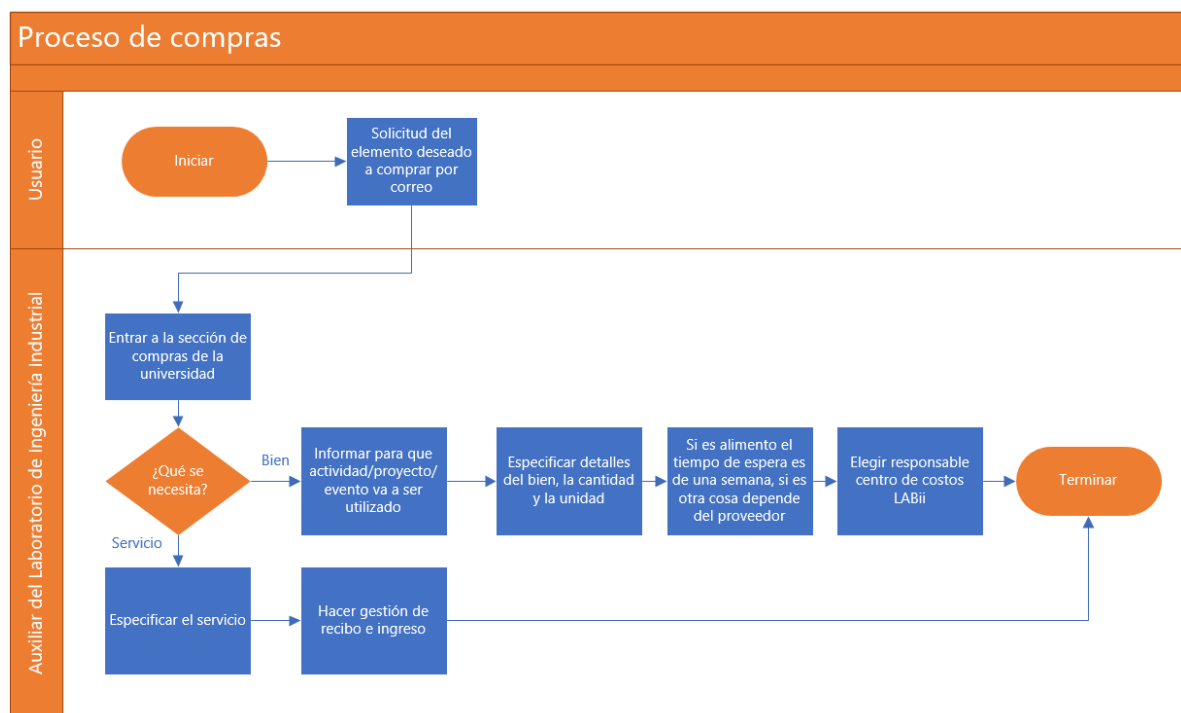 Proceso de compras
Usuario
Iniciar
Solicitud del
elemento deseado
a comprar por
correo
Auxiliar del Laboratorio de Ingeniería Industrial
Entrar a la sección de
compras de la
universidad
¿Qué se
necesita?
Bien
Informar para que
actividad/proyecto/
evento va a ser
utilizado
Especificar detalles
del bien, la cantidad
y la unidad
Si es alimento el
tiempo de espera es
de una semana, si es
otra cosa depende
del proveedor
Elegir responsable
centro de costos
LABii
Terminar
Servicio
Especificar el servicio
Hacer gestión de
recibo e ingreso